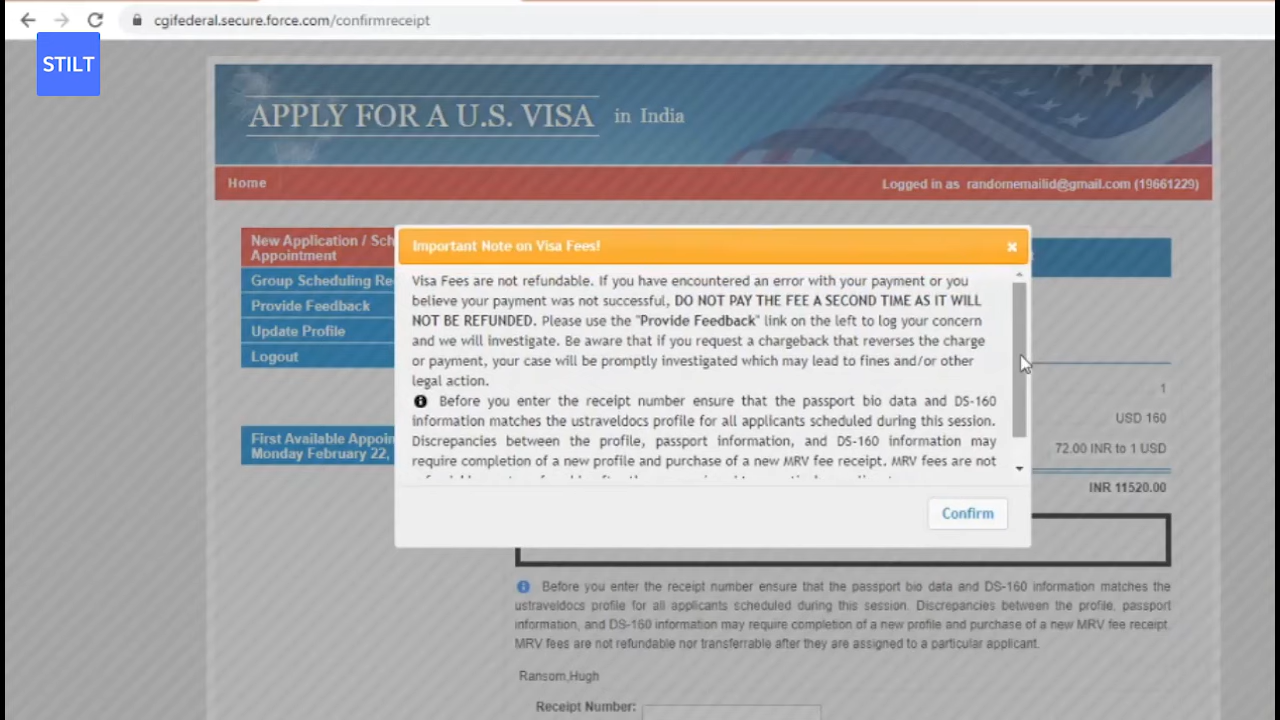 cgifederal.secure.force.com/confirmreceipt
STILT
APPLY FOR A U.S. VISA in India
Home
Logged in as randomemailid@gmail.com (19661229)
New Application / Sch
Appointment
Group Scheduling Re
Provide Feedback
Update Profile
Logout
First Available Appoin
Monday February 22,
Important Note on Visa Fees!
Visa Fees are not refundable. If you have encountered an error with your payment or you
believe your payment was not successful, DO NOT PAY THE FEE A SECOND TIME AS IT WILL
NOT BE REFUNDED. Please use the "Provide Feedback" link on the left to log your concern
and we will investigate. Be aware that if you request a chargeback that reverses the charge
or payment, your case will be promptly investigated which may lead to fines and/or other
legal action.
Before you enter the receipt number ensure that the passport bio data and DS-160
information matches the ustraveldocs profile for all applicants scheduled during this session.
Discrepancies between the profile, passport information, and DS-160 information may
require completion of a new profile and purchase of a new MRV fee receipt. MRV fees are not
Confirm
1
USD 160
72.00 INR to 1 USD
INR 11520.00
Before you enter the receipt number ensure that the passport bio data and DS-160 information matches the
ustraveldocs profile for all applicants scheduled during this session. Discrepancies between the profile, passport
information, and DS-160 information may require completion of a new profile and purchase of a new MRV fee receipt.
MRV fees are not refundable nor transferrable after they are assigned to a particular applicant.
Ransom,Hugh
Receipt Number: